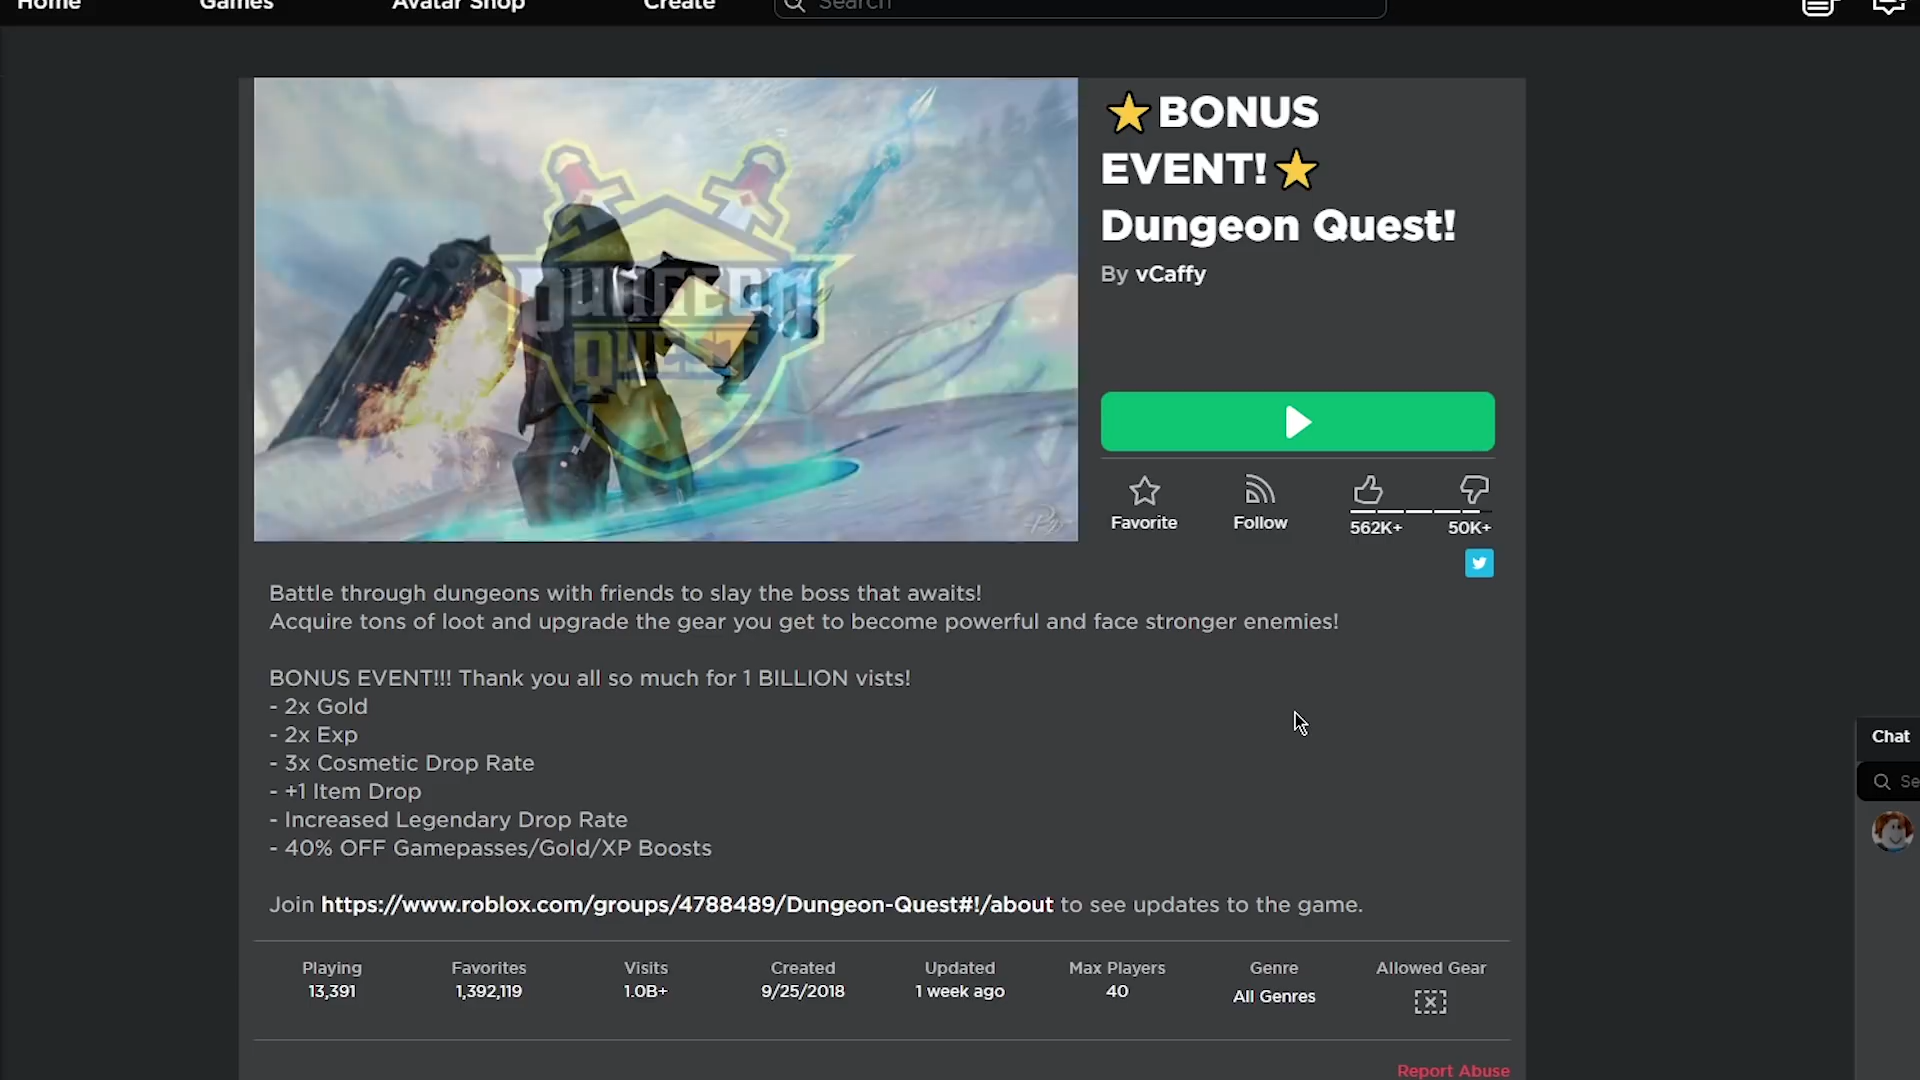 Home Games Avatar Shop Create Search
BONUS
EVENT!
Dungeon Quest!
By vCaffy
DUNGEON
QUEST
Favorite Follow 562K+ 50K+
Battle through dungeons with friends to slay the boss that awaits!
Acquire tons of loot and upgrade the gear you get to become powerful and face stronger enemies!
BONUS EVENT!!! Thank you all so much for 1 BILLION vists!
- 2x Gold
- 2x Exp
- 3x Cosmetic Drop Rate
- +1 Item Drop
- Increased Legendary Drop Rate
- 40% OFF Gamepasses/Gold/XP Boosts
Join https://www.roblox.com/groups/4788489/Dungeon-Quest#!/about to see updates to the game.
Playing Favorites Visits Created Updated Max Players Genre Allowed Gear
13,391 1,392,119 1.0B+ 9/25/2018 1 week ago 40 All Genres
Report Abuse
Chat
Se